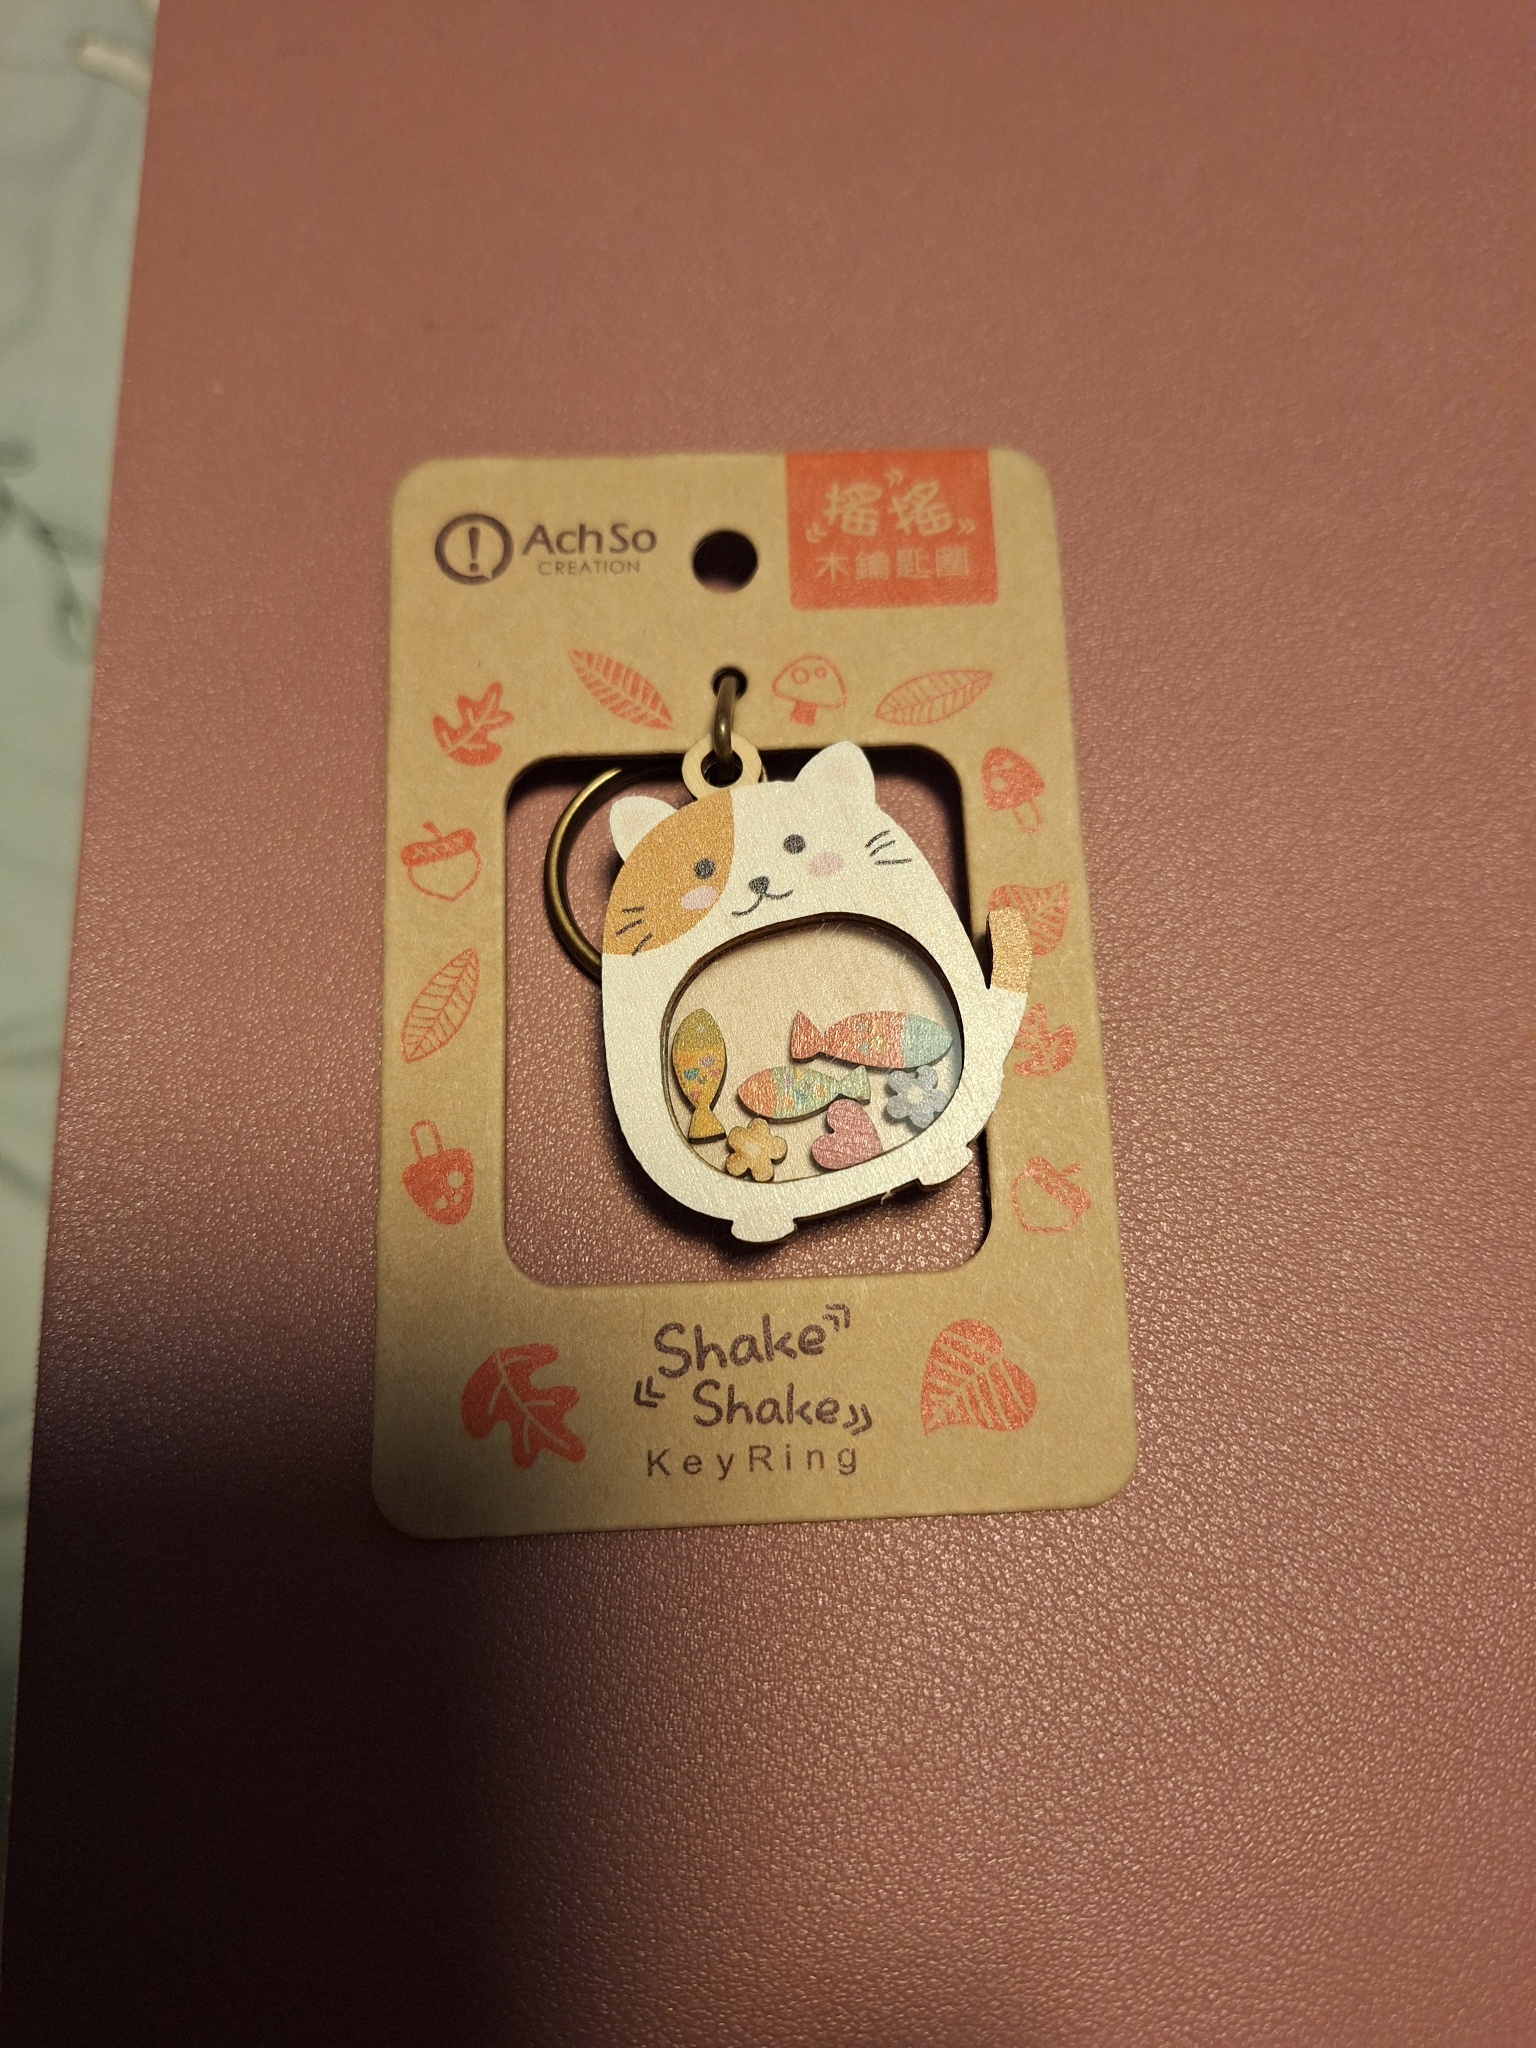 AchSo
CREATION
搖搖
木鑰匙圈
Shake
Shake
KeyRing